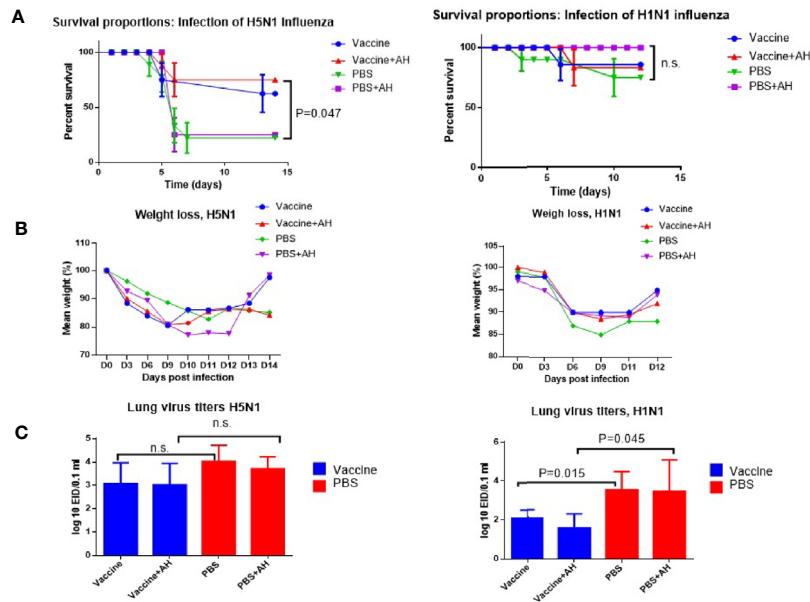 A
Survival proportions: Infection of H5N1 Influenza
Percent survival
100
50
0
0 5 10 15
Time (days)
Vaccine
Vaccine+AH
PBS
PBS+AH
P=0.047
Survival proportions: Infection of H1N1 influenza
Percent survival
100
50
0
0 5 10 15
Time (days)
Vaccine
Vaccine+AH
PBS
PBS+AH
n.s.
B
Weight loss, H5N1
Mean weight (%)
110
100
90
80
70
D0 D3 D6 D9 D10 D11 D12 D13 D14
Days post infection
Vaccine
Vaccine+AH
PBS
PBS+AH
Weigh loss, H1N1
Mean weight (%)
100
95
90
85
80
D0 D3 D6 D9 D11 D12
Days post infection
Vaccine
Vaccine+AH
PBS
PBS+AH
C
Lung virus titers H5N1
log 10 EID/0.1 ml
5
4
3
2
1
0
n.s.
n.s.
Vaccine
Vaccine+AH
PBS
PBS+AH
Vaccine
PBS
Lung virus titers, H1N1
log 10 EID/0.1 ml
6
4
2
0
P=0.015
P=0.045
Vaccine
Vaccine+AH
PBS
PBS+AH
Vaccine
PBS